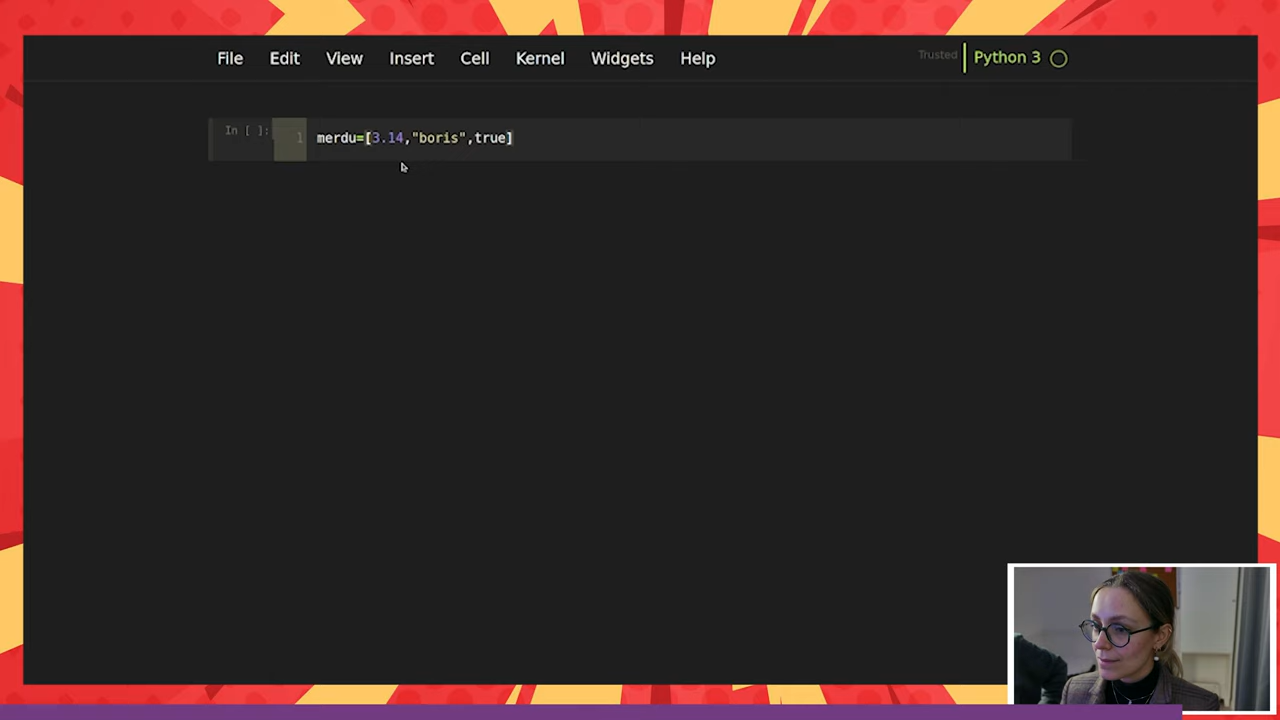 File Edit View Insert Cell Kernel Widgets Help Trusted Python 3
In [ ]: 1 merdu=[3.14,"boris",true]